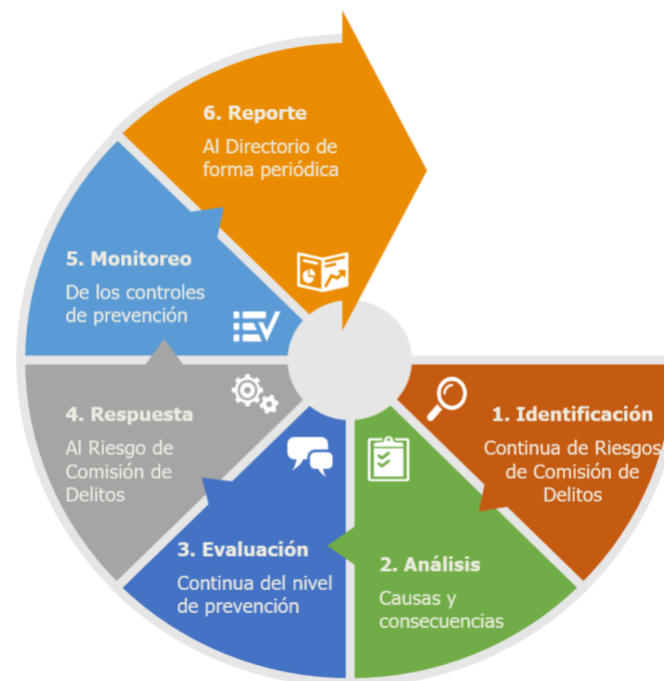 6. Reporte
Al Directorio de
forma periódica
5. Monitoreo
De los controles
de prevención
4. Respuesta
Al Riesgo de
Comisión de
Delitos
3. Evaluación
Continua del nivel
de prevención
2. Análisis
Causas y
consecuencias
1. Identificación
Continua de Riesgos
de Comisión de
Delitos